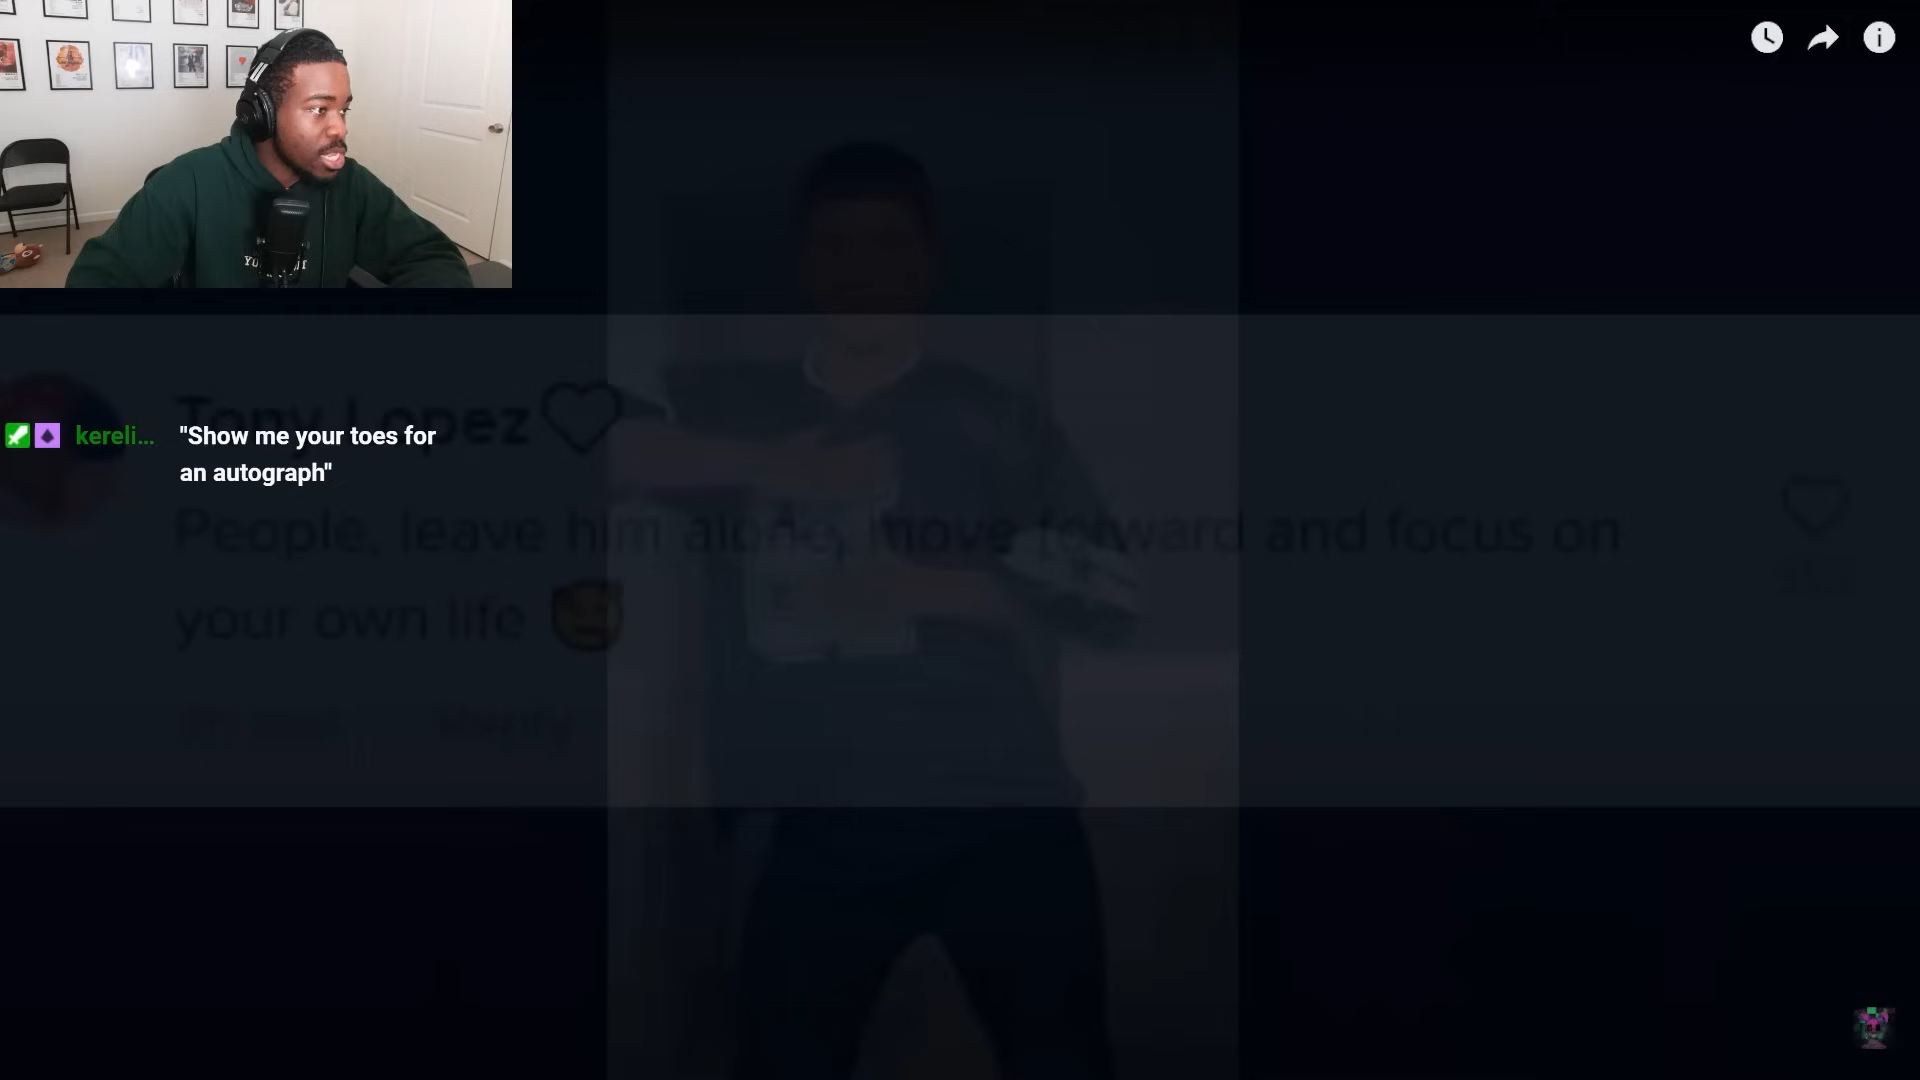 Tony Lopez
kereli... "Show me your toes for
an autograph"
People, leave him alone, move forward and focus on
your own life
Reply